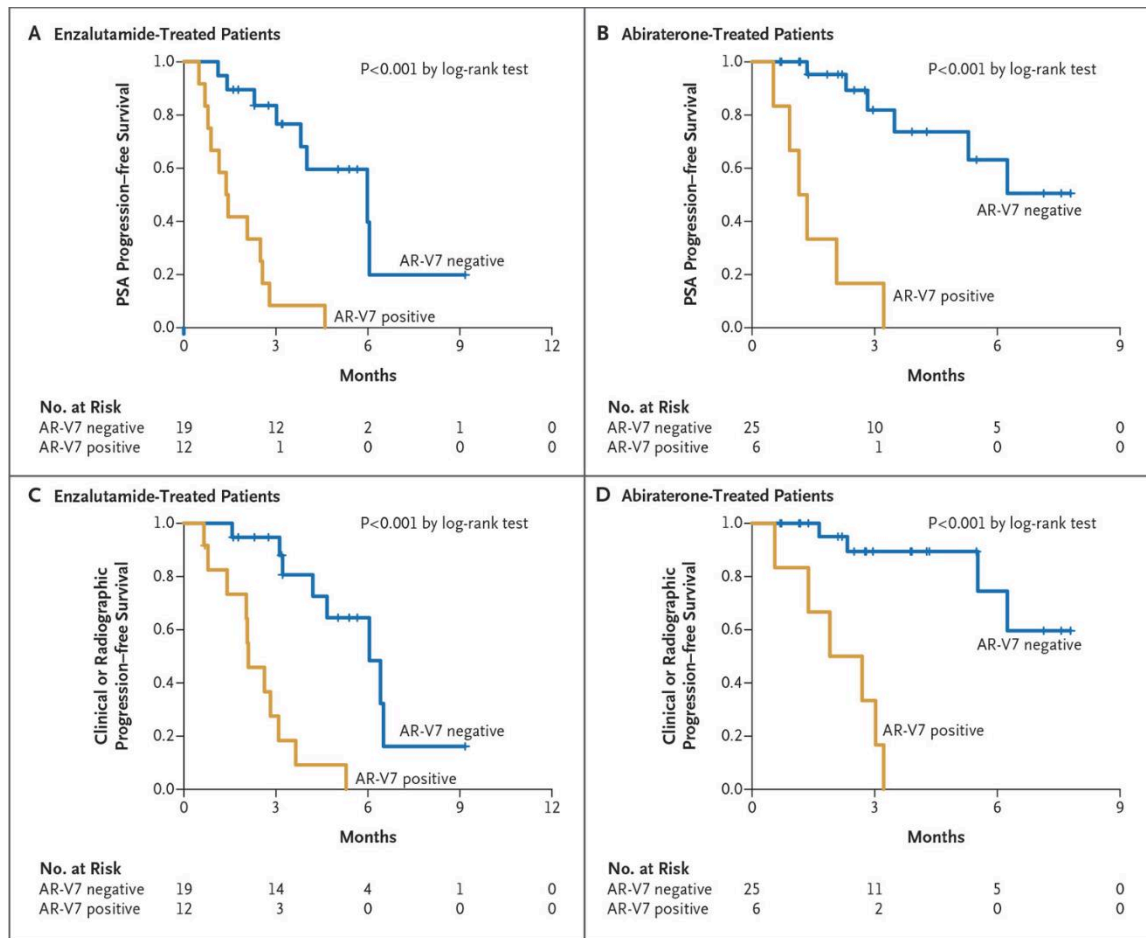 A Enzalutamide-Treated Patients
P<0.001 by log-rank test
PSA Progression–free Survival
1.0
0.8
0.6
0.4
0.2
0.0
AR-V7 negative
AR-V7 positive
0 3 6 9 12
Months
No. at Risk
AR-V7 negative 19 12 2 1 0
AR-V7 positive 12 1 0 0 0
B Abiraterone-Treated Patients
P<0.001 by log-rank test
PSA Progression–free Survival
1.0
0.8
0.6
0.4
0.2
0.0
AR-V7 negative
AR-V7 positive
0 3 6 9
Months
No. at Risk
AR-V7 negative 25 10 5 0
AR-V7 positive 6 1 0 0
C Enzalutamide-Treated Patients
P<0.001 by log-rank test
Clinical or Radiographic
Progression–free Survival
1.0
0.8
0.6
0.4
0.2
0.0
AR-V7 negative
AR-V7 positive
0 3 6 9 12
Months
No. at Risk
AR-V7 negative 19 14 4 1 0
AR-V7 positive 12 3 0 0 0
D Abiraterone-Treated Patients
P<0.001 by log-rank test
Clinical or Radiographic
Progression–free Survival
1.0
0.8
0.6
0.4
0.2
0.0
AR-V7 negative
AR-V7 positive
0 3 6 9
Months
No. at Risk
AR-V7 negative 25 11 5 0
AR-V7 positive 6 2 0 0